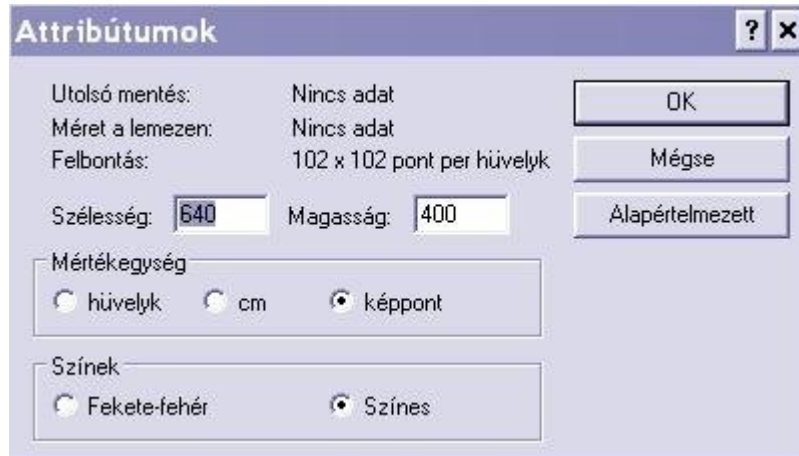 Attribútumok
Utolsó mentés: Nincs adat
Méret a lemezen: Nincs adat
Felbontás: 102 x 102 pont per hüvelyk
Szélesség: 640 Magasság: 400
OK
Mégse
Alapértelmezett
Mértékegység
hüvelyk cm képpont
Színek
Fekete-fehér Színes